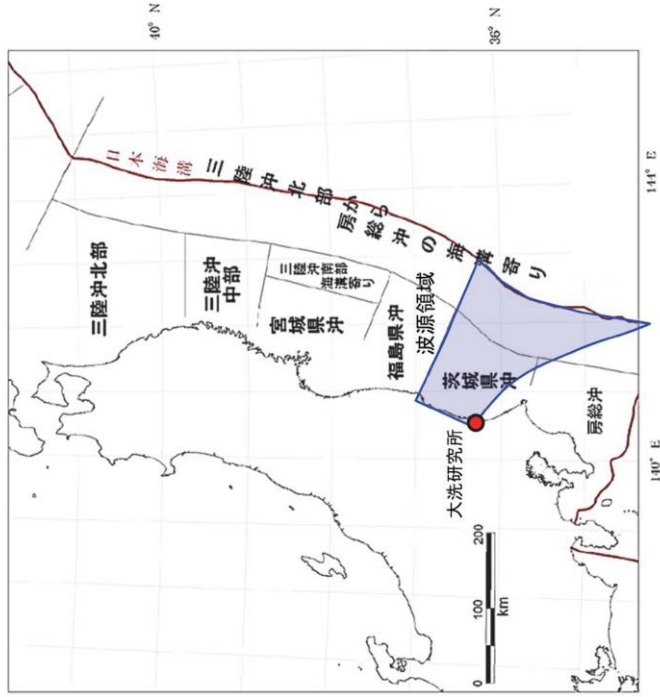 40° N
36° N
144° E
140° E
日本海溝
三陸沖北部から
房総沖の海溝寄り
三陸沖北部
三陸沖
中部
三陸沖南部
海溝寄り
宮城県沖
福島県沖
波源領域
茨城県沖
大洗研究所
房総沖
0 100 200
km